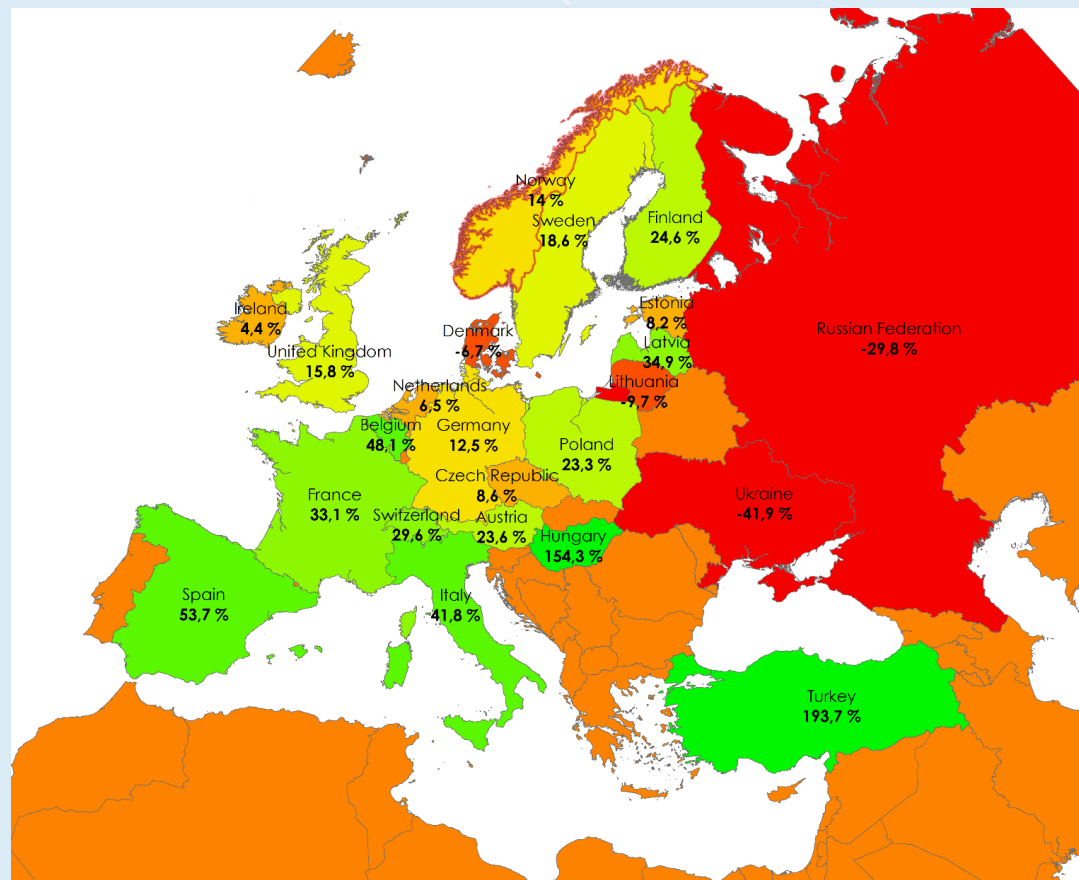 Norway
14 %
Sweden
18,6 %
Finland
24,6 %
Ireland
4,4 %
Estonia
8,2 %
Russian Federation
-29,8 %
Denmark
-6,7 %
Latvia
34,9 %
United Kingdom
15,8 %
Lithuania
-9,7 %
Netherlands
6,5 %
Belgium
48,1 %
Germany
12,5 %
Poland
23,3 %
Czech Republic
8,6 %
France
33,1 %
Ukraine
-41,9 %
Switzerland
29,6 %
Austria
23,6 %
Hungary
154,3 %
Spain
53,7 %
Italy
41,8 %
Turkey
193,7 %